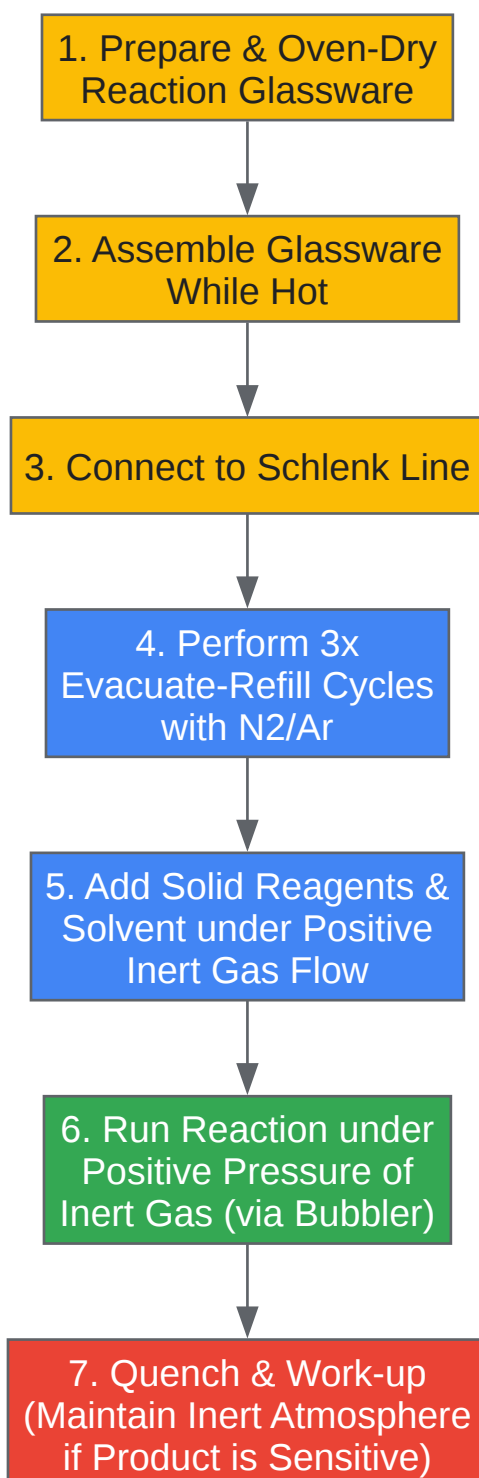 1. Prepare & Oven-Dry
Reaction Glassware
2. Assemble Glassware
While Hot
3. Connect to Schlenk Line
4. Perform 3x
Evacuate-Refill Cycles
with N2/Ar
5. Add Solid Reagents &
Solvent under Positive
Inert Gas Flow
6. Run Reaction under
Positive Pressure of
Inert Gas (via Bubbler)
7. Quench & Work-up
(Maintain Inert Atmosphere
if Product is Sensitive)